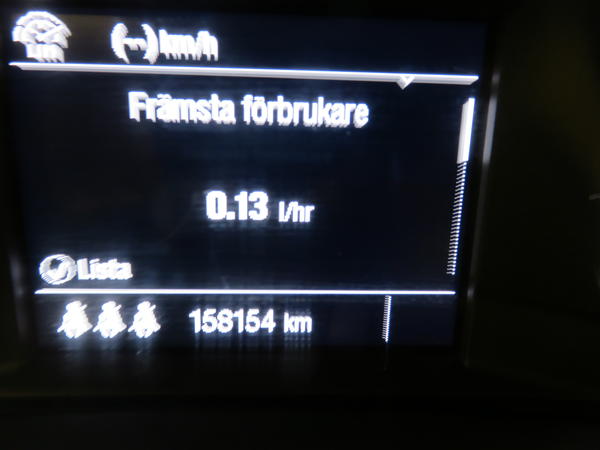 km/h
Främsta förbrukare
0.13 l/hr
Lista
158154 km